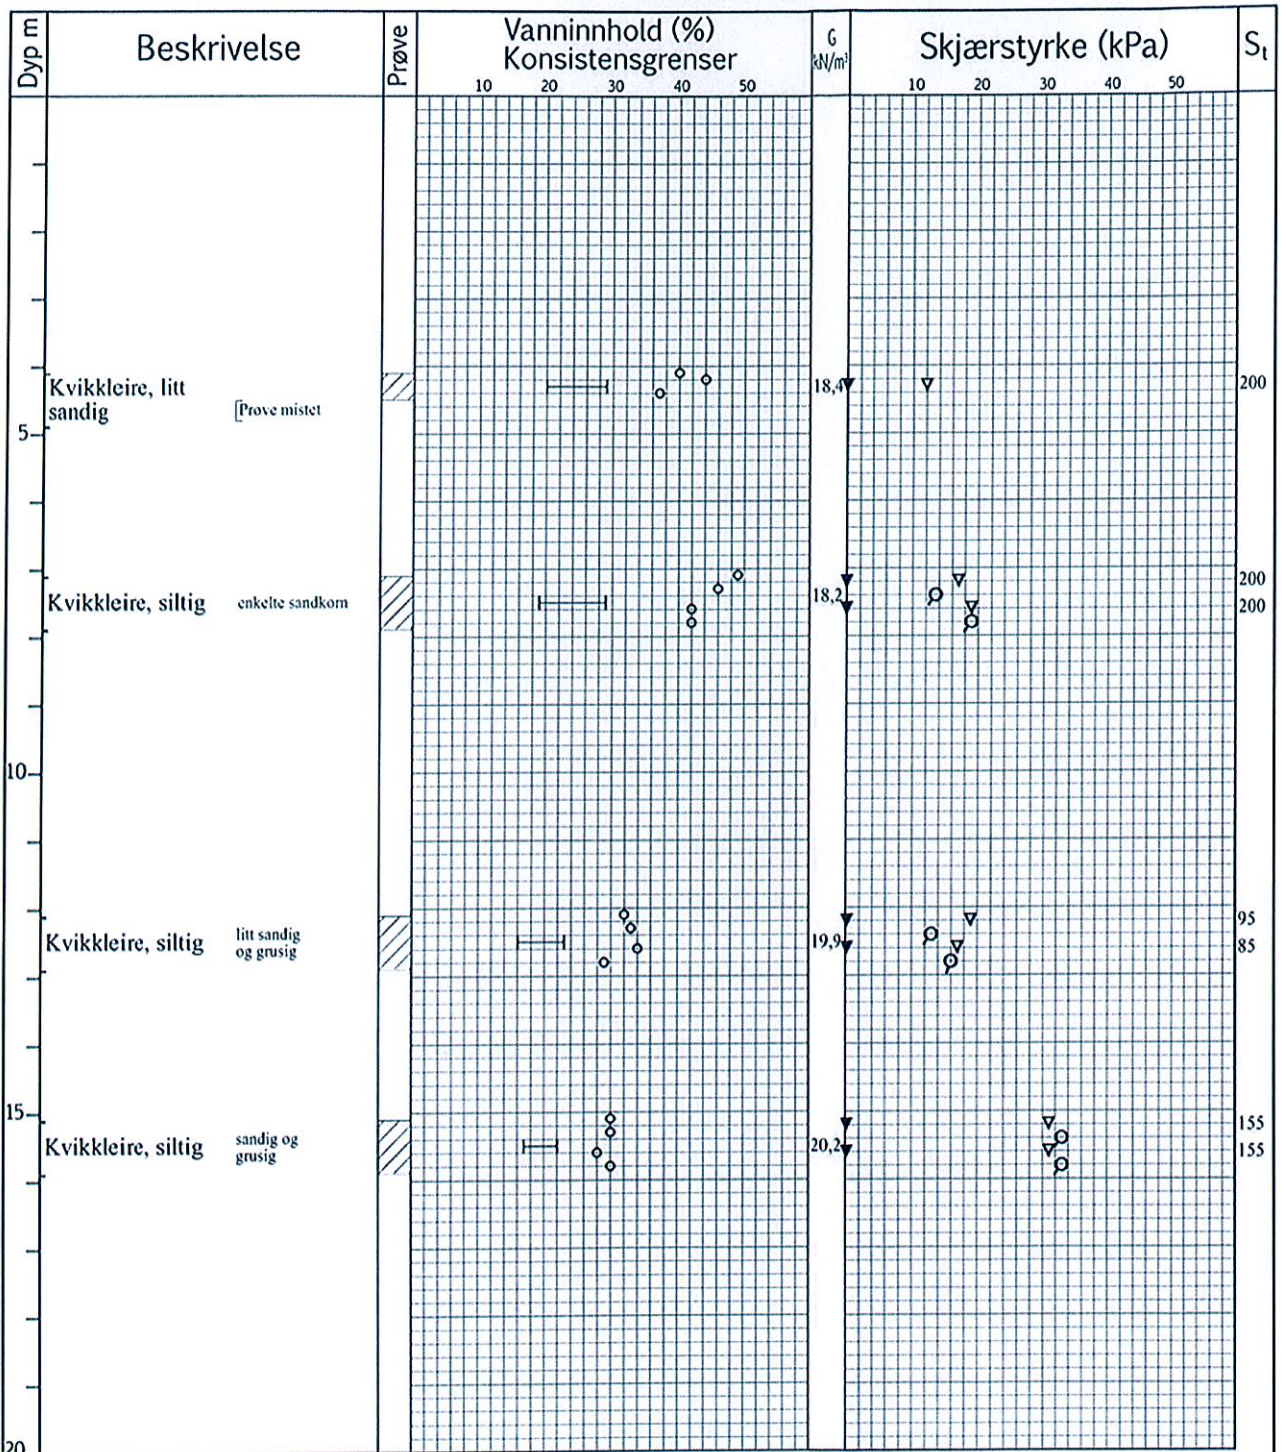 Dyp m
Beskrivelse
Prøve
Vanninnhold (%)
Konsistensgrenser
10 20 30 40 50
G
kN/m³
Skjærstyrke (kPa)
10 20 30 40 50
St
Kvikkleire, litt
sandig
[Prøve mistet
18,4
200
5
Kvikkleire, siltig
enkelte sandkorn
18,2
200
200
10
Kvikkleire, siltig
litt sandig
og grusig
19,9
95
85
15
Kvikkleire, siltig
sandig og
grusig
20,2
155
155
20